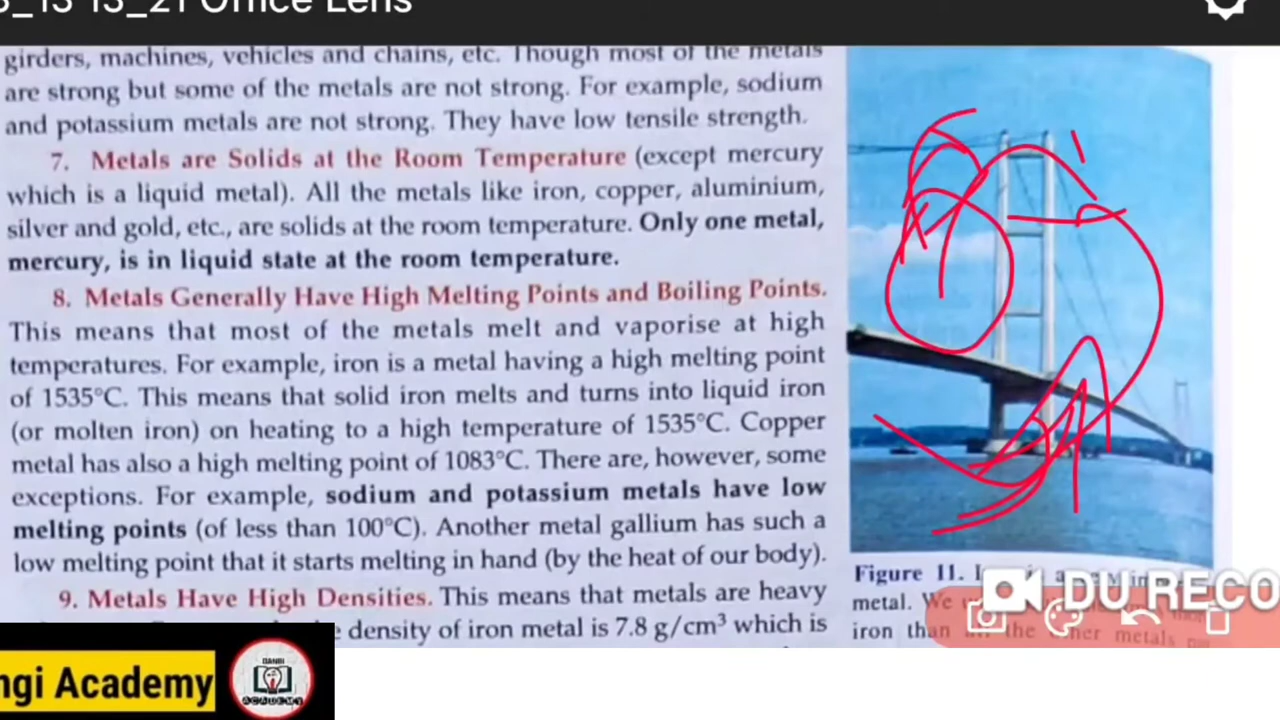 girders, machines, vehicles and chains, etc. Though most of the metals
are strong but some of the metals are not strong. For example, sodium
and potassium metals are not strong. They have low tensile strength.
7. Metals are Solids at the Room Temperature (except mercury
which is a liquid metal). All the metals like iron, copper, aluminium,
silver and gold, etc., are solids at the room temperature. Only one metal,
mercury, is in liquid state at the room temperature.
8. Metals Generally Have High Melting Points and Boiling Points.
This means that most of the metals melt and vaporise at high
temperatures. For example, iron is a metal having a high melting point
of 1535°C. This means that solid iron melts and turns into liquid iron
(or molten iron) on heating to a high temperature of 1535°C. Copper
metal has also a high melting point of 1083°C. There are, however, some
exceptions. For example, sodium and potassium metals have low
melting points (of less than 100°C). Another metal gallium has such a
low melting point that it starts melting in hand (by the heat of our body).
9. Metals Have High Densities. This means that metals are heavy
density of iron metal is 7.8 g/cm³ which is
Figure 11.
metal. We
iron than the other metals
DU RECO
ngi Academy
DANGI
ACADEMY
Office Lens